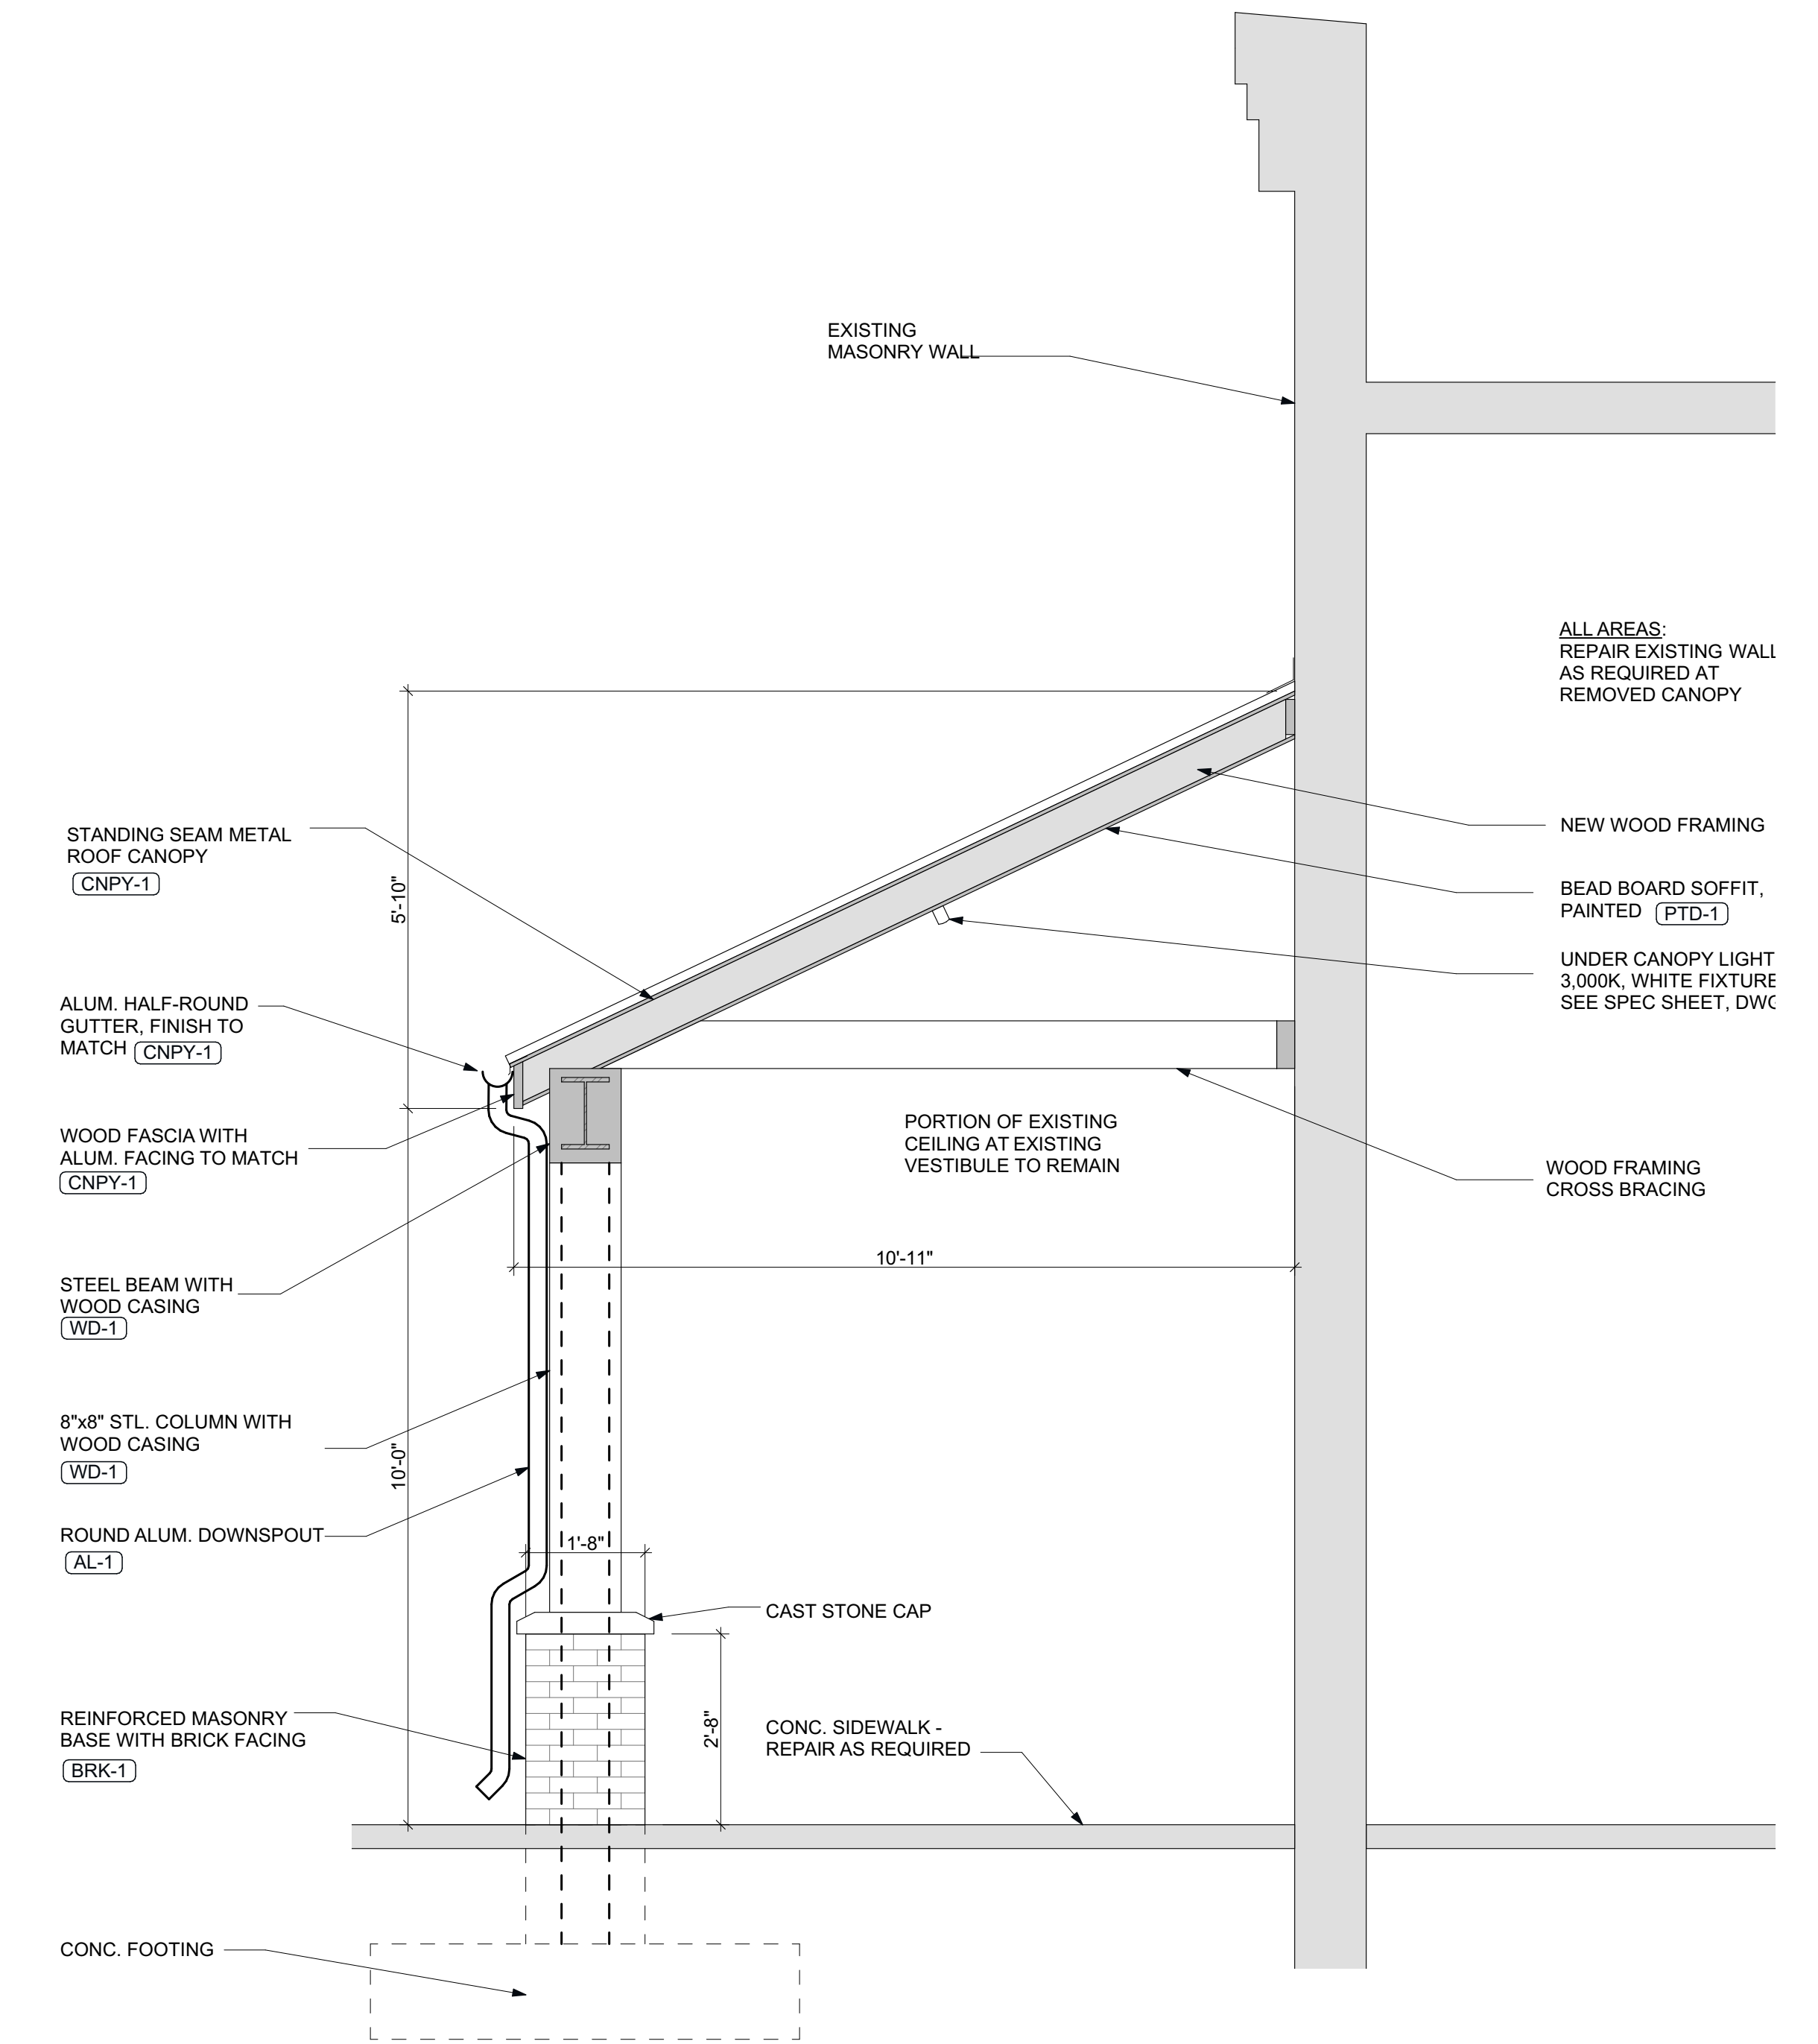 EXISTING
MASONRY WALL
ALL AREAS:
REPAIR EXISTING WALL
AS REQUIRED AT
REMOVED CANOPY
STANDING SEAM METAL
ROOF CANOPY
CNPY-1
5'-10"
NEW WOOD FRAMING
BEAD BOARD SOFFIT,
PAINTED PTD-1
UNDER CANOPY LIGHT
3,000K, WHITE FIXTURE
SEE SPEC SHEET, DWG
ALUM. HALF-ROUND
GUTTER, FINISH TO
MATCH CNPY-1
WOOD FASCIA WITH
ALUM. FACING TO MATCH
CNPY-1
PORTION OF EXISTING
CEILING AT EXISTING
VESTIBULE TO REMAIN
WOOD FRAMING
CROSS BRACING
10'-11"
STEEL BEAM WITH
WOOD CASING
WD-1
8"x8" STL. COLUMN WITH
WOOD CASING
WD-1
10'-0"
ROUND ALUM. DOWNSPOUT
AL-1
1'-8"
CAST STONE CAP
REINFORCED MASONRY
BASE WITH BRICK FACING
BRK-1
2'-8"
CONC. SIDEWALK -
REPAIR AS REQUIRED
CONC. FOOTING